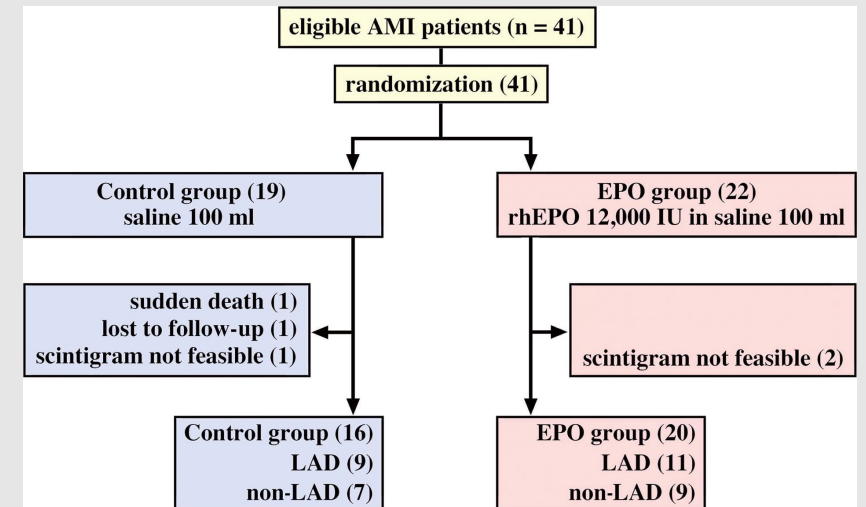 eligible AMI patients (n = 41)
randomization (41)
Control group (19)
saline 100 ml
EPO group (22)
rhEPO 12,000 IU in saline 100 ml
sudden death (1)
lost to follow-up (1)
scintigram not feasible (1)
scintigram not feasible (2)
Control group (16)
LAD (9)
non-LAD (7)
EPO group (20)
LAD (11)
non-LAD (9)